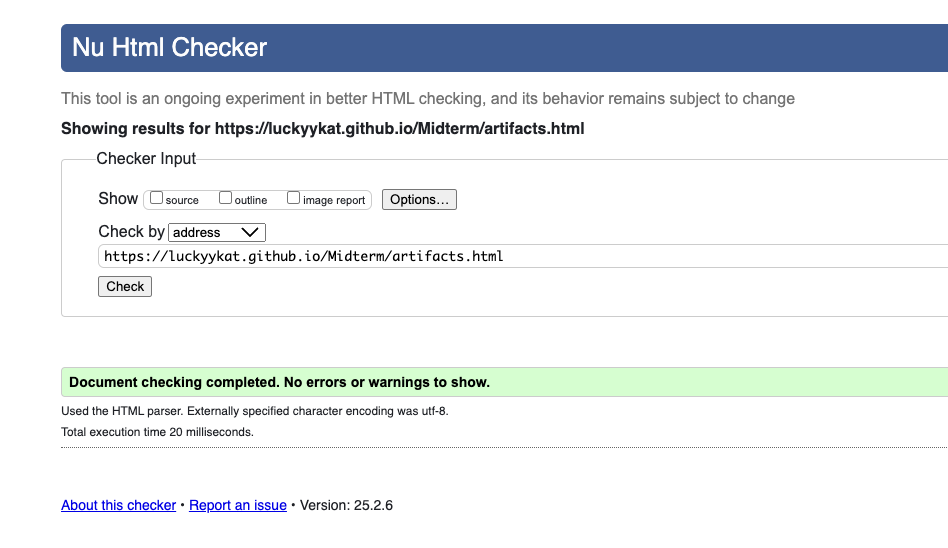 Nu Html Checker
This tool is an ongoing experiment in better HTML checking, and its behavior remains subject to change
Showing results for https://luckyykat.github.io/Midterm/artifacts.html
Checker Input
Show source outline image report Options...
Check by address
https://luckyykat.github.io/Midterm/artifacts.html
Check
Document checking completed. No errors or warnings to show.
Used the HTML parser. Externally specified character encoding was utf-8.
Total execution time 20 milliseconds.
About this checker • Report an issue • Version: 25.2.6